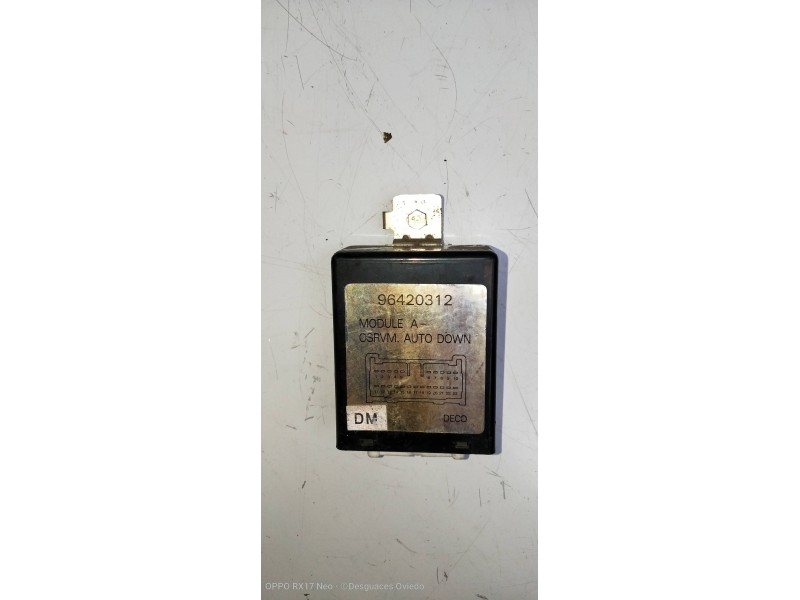 96420312
MODULE A-
OSRVM. AUTO DOWN
DM
DECO
OPPO RX17 Neo · ©Desguaces Oviedo